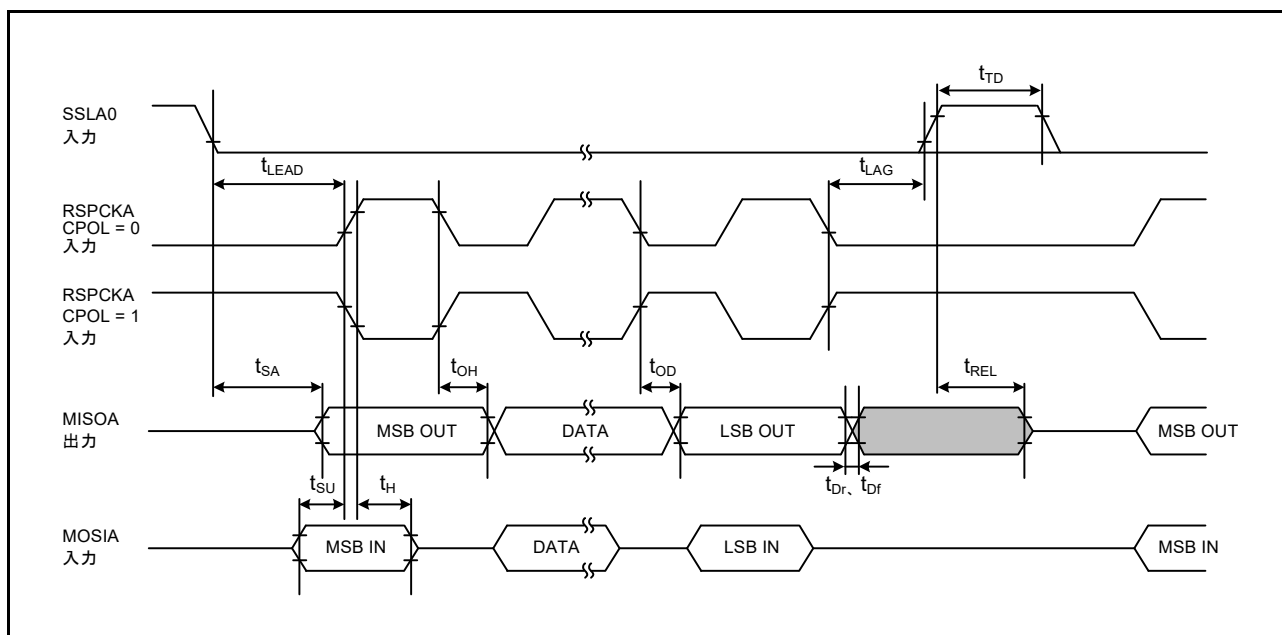 t_TD
SSLA0
入力
t_LEAD
t_LAG
RSPCKA
CPOL = 0
入力
RSPCKA
CPOL = 1
入力
t_SA
t_OH
t_OD
t_REL
MISOA
出力
MSB OUT
DATA
LSB OUT
MSB OUT
t_SU
t_H
t_Dr、t_Df
MOSIA
入力
MSB IN
DATA
LSB IN
MSB IN